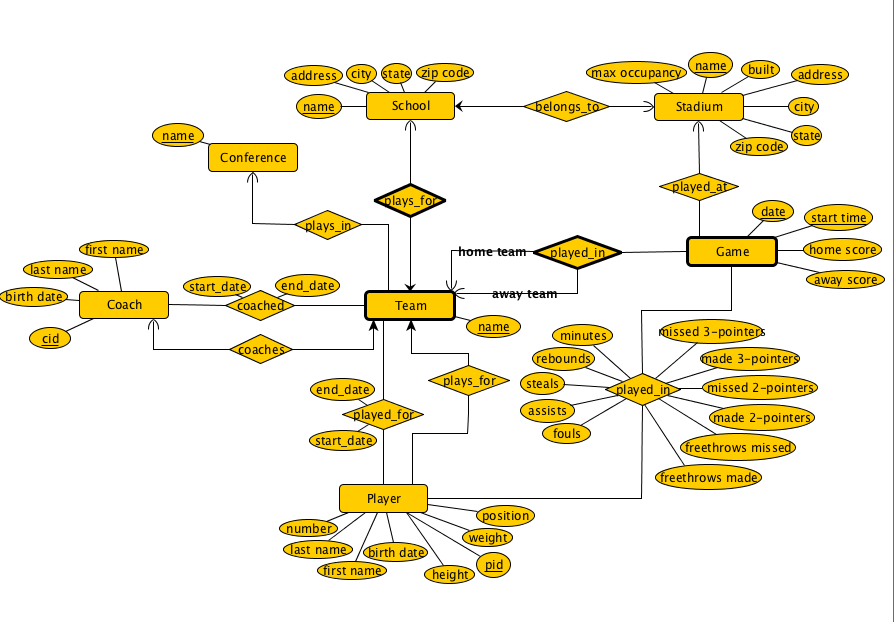 address
city
state
zip code
name
School
belongs_to
max occupancy
name
built
address
city
state
zip code
Stadium
name
Conference
plays_for
plays_in
played_at
date
start time
home score
away score
Game
home team
played_in
away team
first name
last name
birth date
cid
Coach
start_date
end_date
coached
coaches
Team
name
plays_for
end_date
played_for
start_date
minutes
rebounds
steals
assists
fouls
played_in
missed 3-pointers
made 3-pointers
missed 2-pointers
made 2-pointers
freethrows missed
freethrows made
Player
number
last name
first name
birth date
height
pid
weight
position